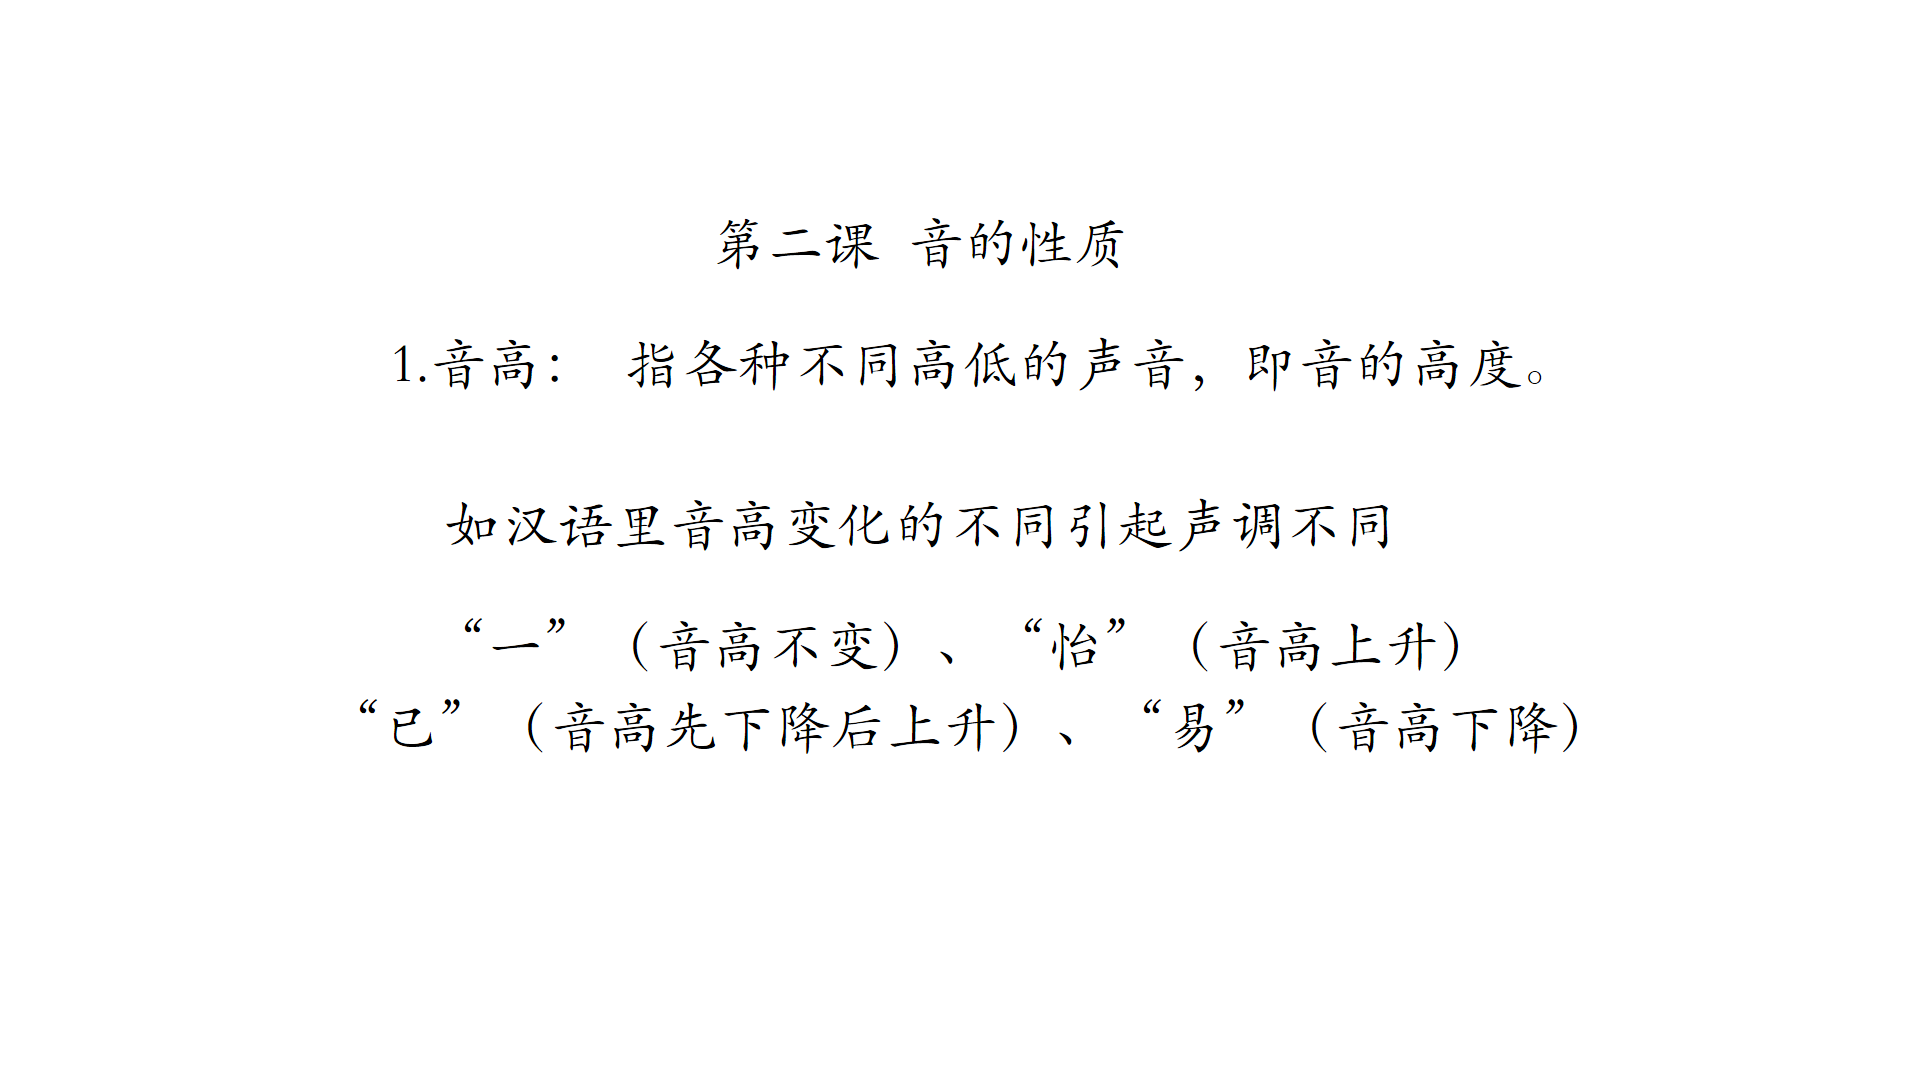 第二课 音的性质
1.音高： 指各种不同高低的声音，即音的高度。
如汉语里音高变化的不同引起声调不同
“一”（音高不变）、“怡”（音高上升）
“已”（音高先下降后上升）、“易”（音高下降）